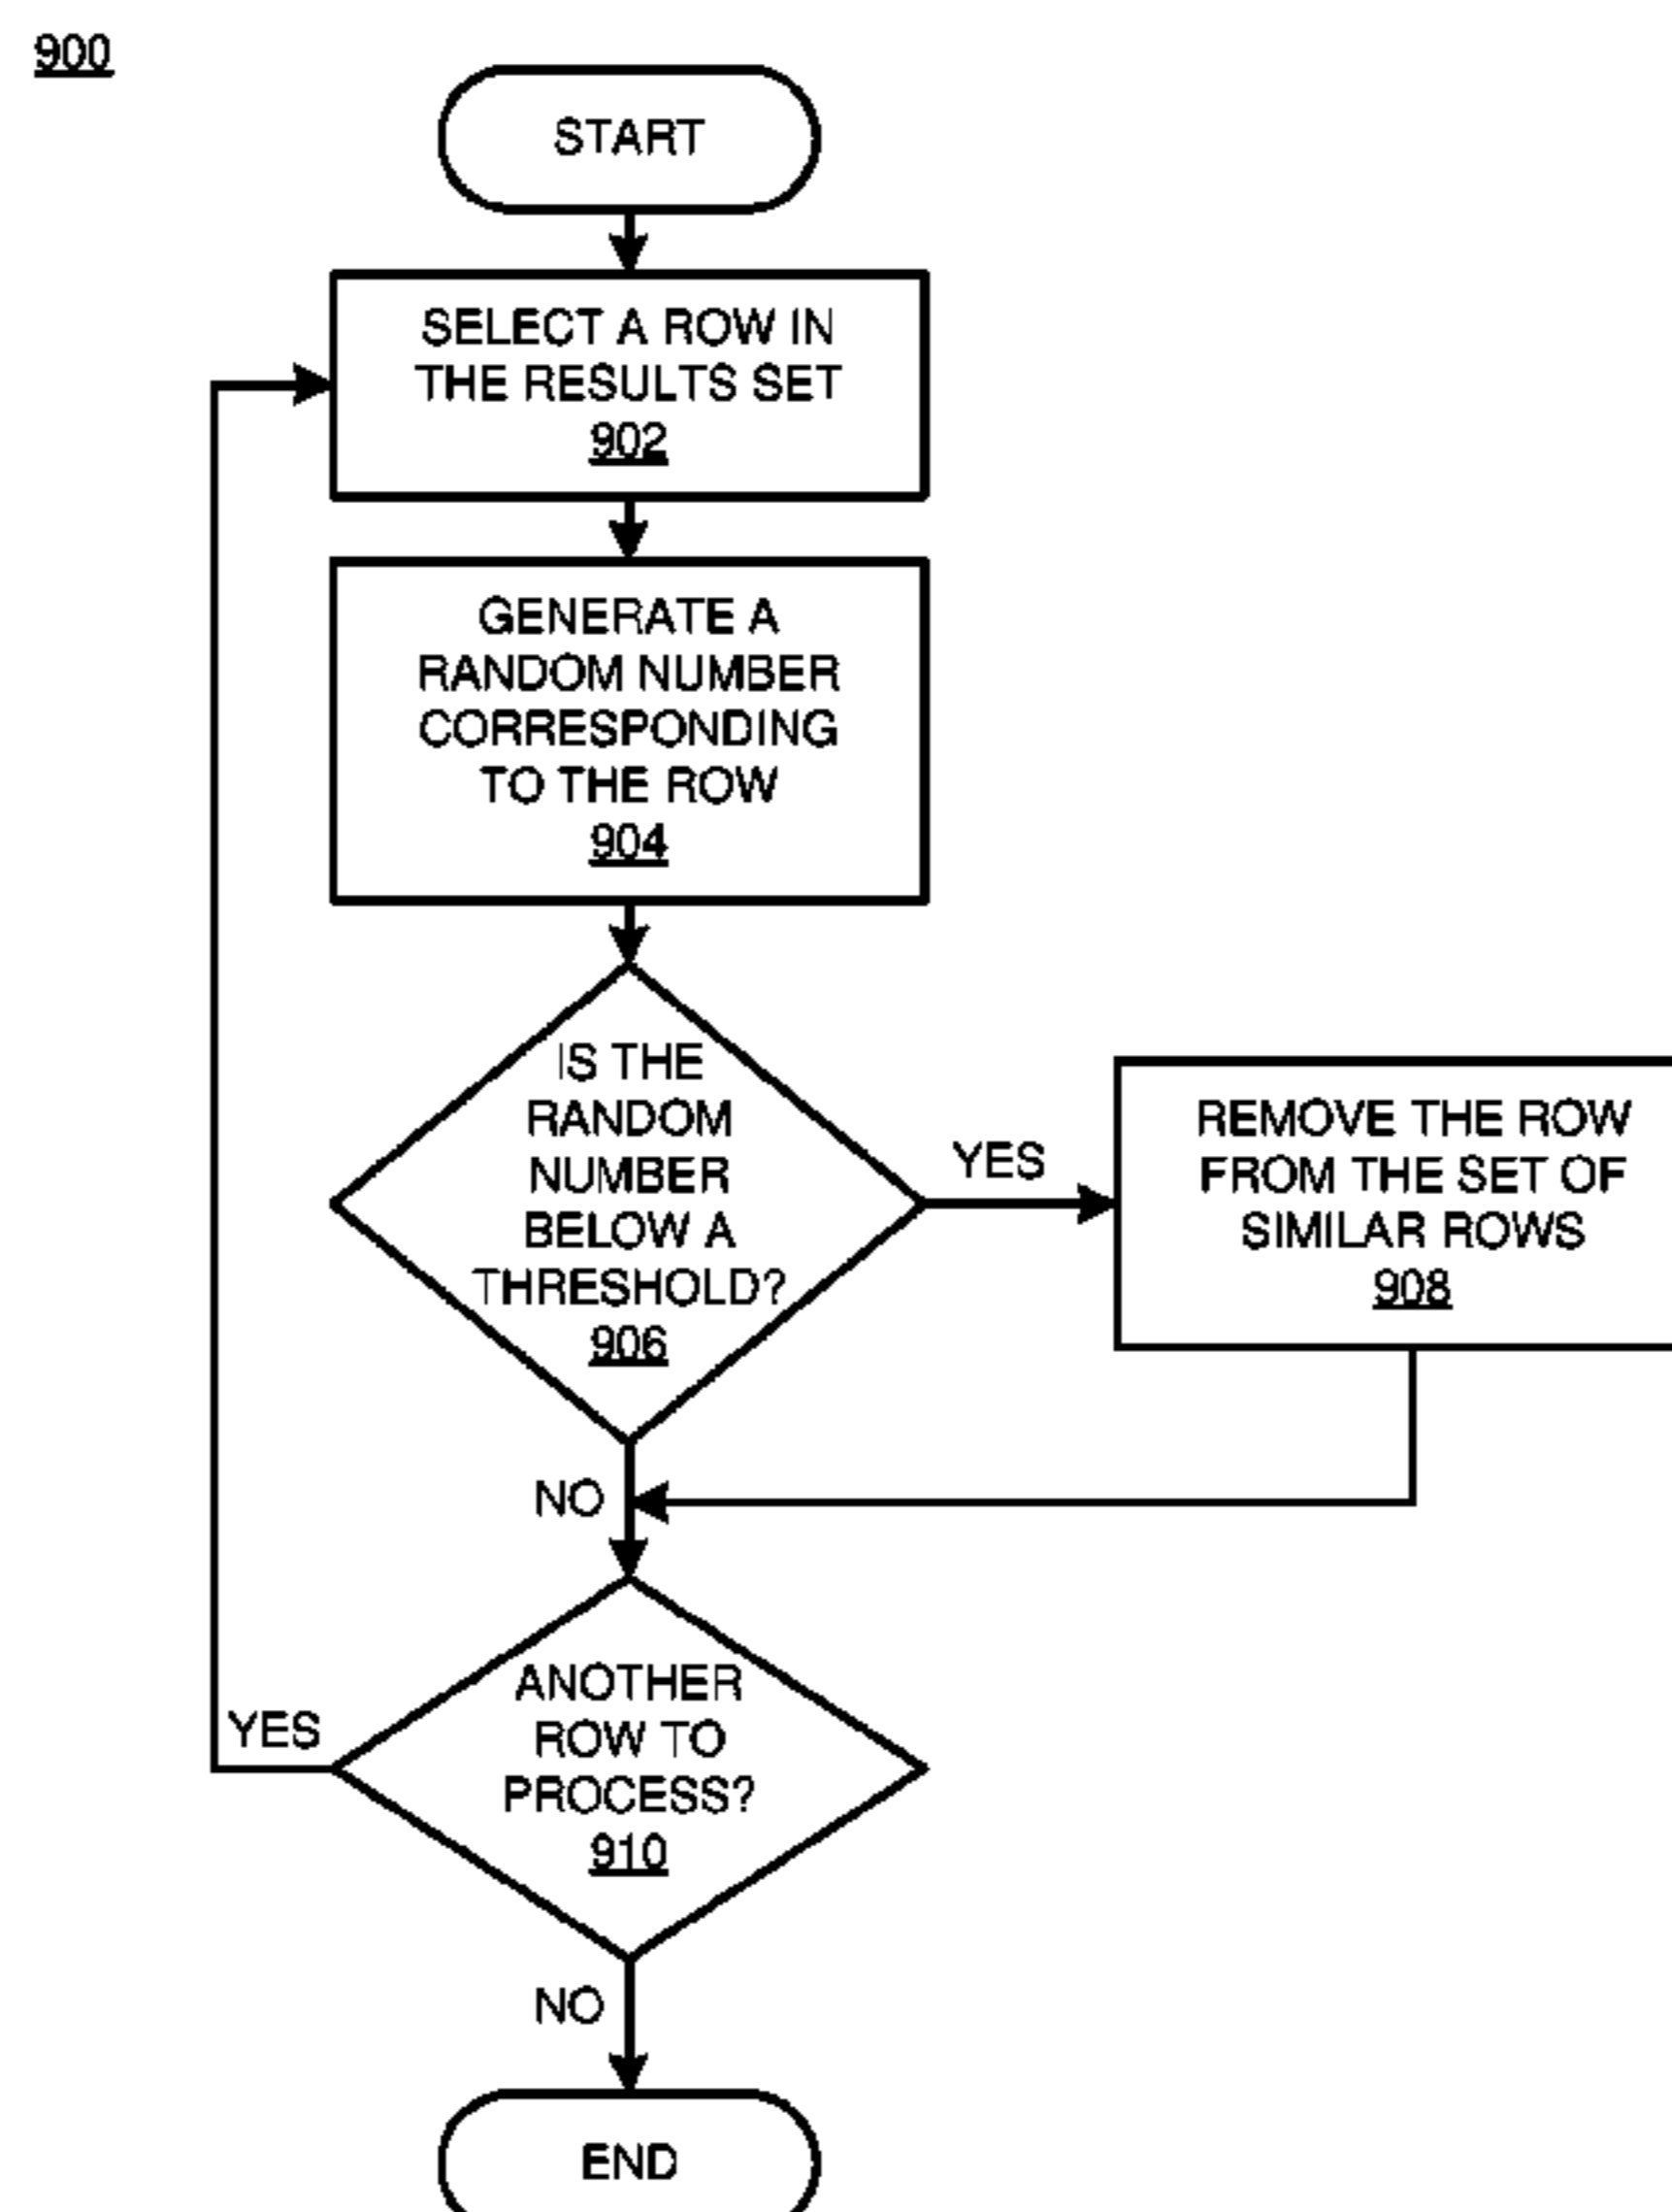 900
START
SELECT A ROW IN
THE RESULTS SET
902
GENERATE A
RANDOM NUMBER
CORRESPONDING
TO THE ROW
904
IS THE
RANDOM
NUMBER
BELOW A
THRESHOLD?
906
YES
REMOVE THE ROW
FROM THE SET OF
SIMILAR ROWS
908
NO
ANOTHER
ROW TO
PROCESS?
910
YES
NO
END